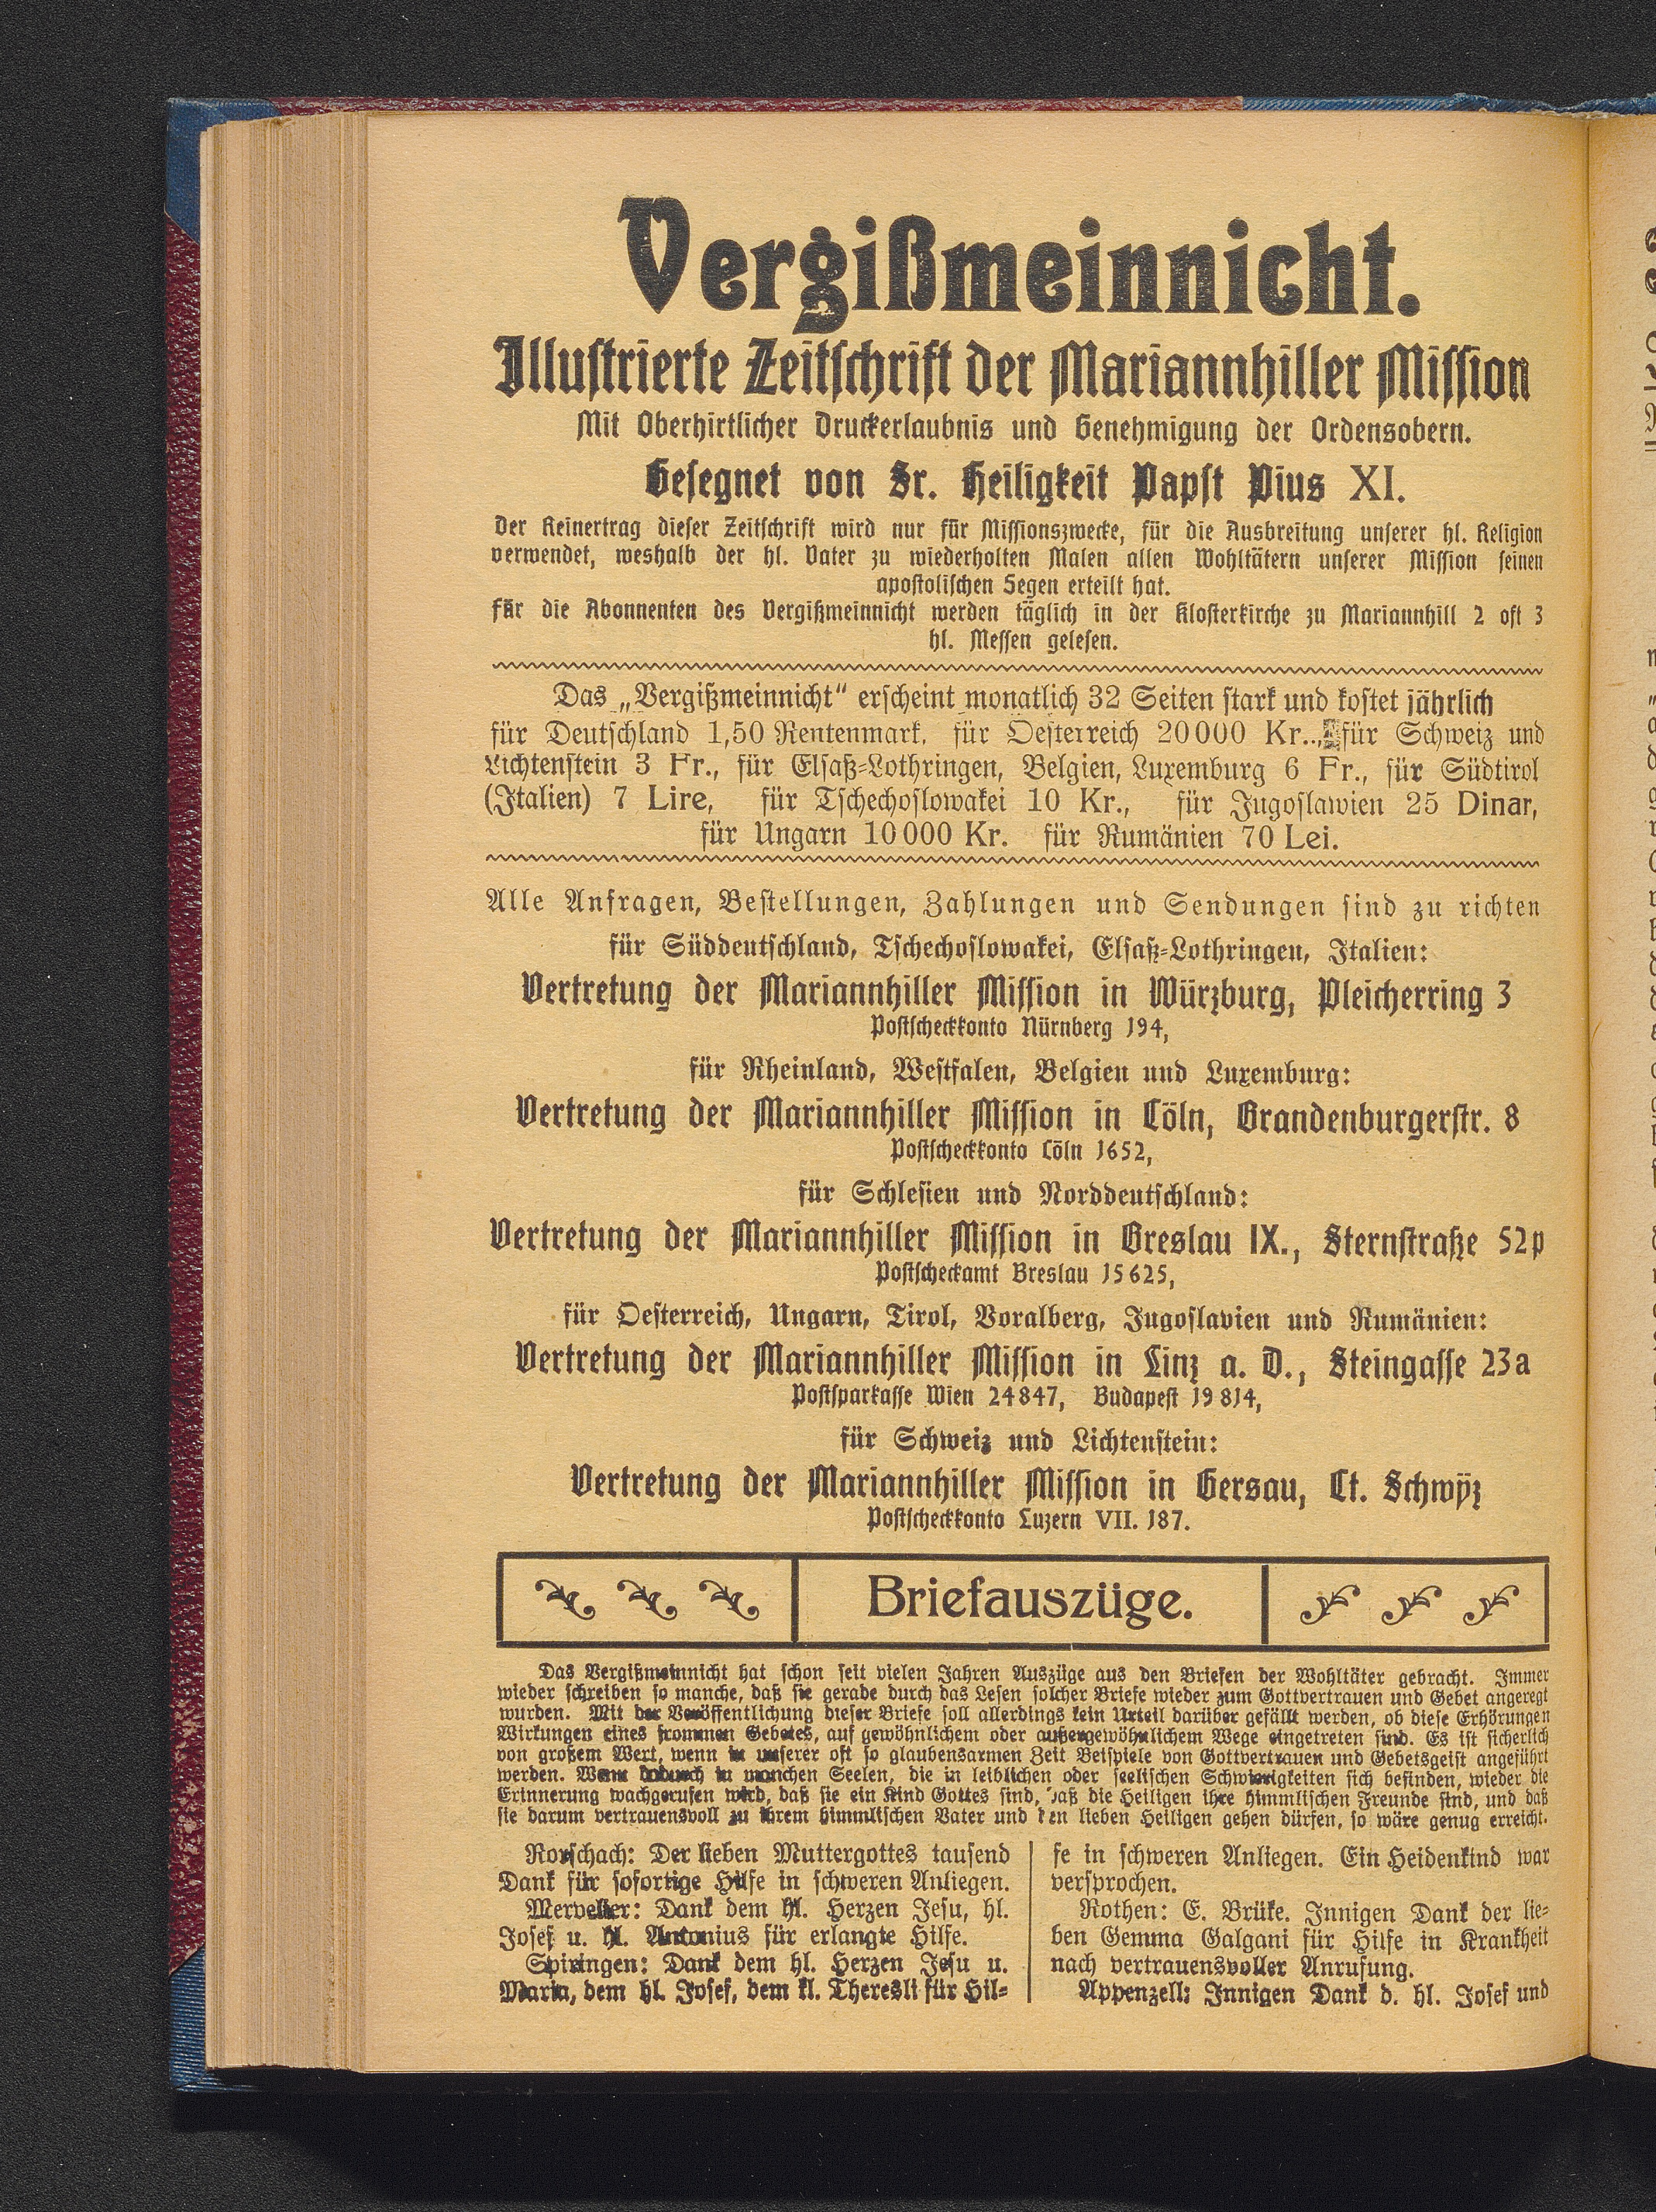 Vergißmeinnicht.
Illustrierte Zeitschrift der Mariannhiller Mission
Mit Oberhirtlicher Druckerlaubnis und Genehmigung der Ordensobern.
Gesegnet von Sr. Heiligkeit Papst Pius XI.
Der Reinertrag dieser Zeitschrift wird nur für Missionszwecke, für die Ausbreitung unserer hl. Religion
verwendet, weshalb der hl. Vater zu wiederholten Malen allen Wohltätern unserer Mission seinen
apostolischen Segen erteilt hat.
Für die Abonnenten des Vergißmeinnicht werden täglich in der Klosterkirche zu Mariannhill 2 oft 3
hl. Messen gelesen.
Das „Vergißmeinnicht“ erscheint monatlich 32 Seiten stark und kostet jährlich
für Deutschland 1,50 Rentenmark, für Oesterreich 20000 Kr., für Schweiz und
Lichtenstein 3 Fr., für Elsaß-Lothringen, Belgien, Luxemburg 6 Fr., für Südtirol
(Italien) 7 Lire, für Tschechoslowakei 10 Kr., für Jugoslawien 25 Dinar,
für Ungarn 10000 Kr. für Rumänien 70 Lei.
Alle Anfragen, Bestellungen, Zahlungen und Sendungen sind zu richten
für Süddeutschland, Tschechoslowakei, Elsaß-Lothringen, Italien:
Vertretung der Mariannhiller Mission in Würzburg, Pleicherring 3
Postscheckkonto Nürnberg 194,
für Rheinland, Westfalen, Belgien und Luxemburg:
Vertretung der Mariannhiller Mission in Cöln, Brandenburgerstr. 8
Postscheckkonto Cöln 1652,
für Schlesien und Norddeutschland:
Vertretung der Mariannhiller Mission in Breslau IX., Sternstraße 52p
Postscheckamt Breslau 15625,
für Oesterreich, Ungarn, Tirol, Voralberg, Jugoslavien und Rumänien:
Vertretung der Mariannhiller Mission in Linz a. D., Steingasse 23a
Postsparkasse Wien 24847, Budapest 19814,
für Schweiz und Lichtenstein:
Vertretung der Mariannhiller Mission in Gersau, Ct. Schwÿz
Postscheckkonto Luzern VII. 187.
Briefauszüge.
Das Vergißmeinnicht hat schon seit vielen Jahren Auszüge aus den Briefen der Wohltäter gebracht. Immer
wieder schreiben so manche, daß sie gerade durch das Lesen solcher Briefe wieder zum Gottvertrauen und Gebet angeregt
wurden. Mit der Veröffentlichung dieser Briefe soll allerdings kein Urteil darüber gefällt werden, ob diese Erhörungen
Wirkungen eines frommen Gebetes, auf gewöhnlichem oder außergewöhnlichem Wege eingetreten sind. Es ist sicherlich
von großem Wert, wenn in unserer oft so glaubensarmen Zeit Beispiele von Gottvertrauen und Gebetsgeist angeführt
werden. Wenn dadurch in manchen Seelen, die in leiblichen oder seelischen Schwierigkeiten sich befinden, wieder die
Erinnerung wachgerufen wird, daß sie ein Kind Gottes sind, daß die Heiligen ihre himmlischen Freunde sind, und daß
sie darum vertrauensvoll zu ihrem himmlischen Vater und den lieben Heiligen gehen dürfen, so wäre genug erreicht.
Rorschach: Der lieben Muttergottes tausend
Dank für sofortige Hilfe in schweren Anliegen.
Mervelier: Dank dem hl. Herzen Jesu, hl.
Josef u. hl. Antonius für erlangte Hilfe.
Spiringen: Dank dem hl. Herzen Jesu u.
Maria, dem hl. Josef, dem kl. Theresli für Hil-
fe in schweren Anliegen. Ein Heidenkind war
versprochen.
Rothen: E. Brüke. Innigen Dank der lie-
ben Gemma Galgani für Hilfe in Krankheit
nach vertrauensvoller Anrufung.
Appenzell: Innigen Dank d. hl. Josef und